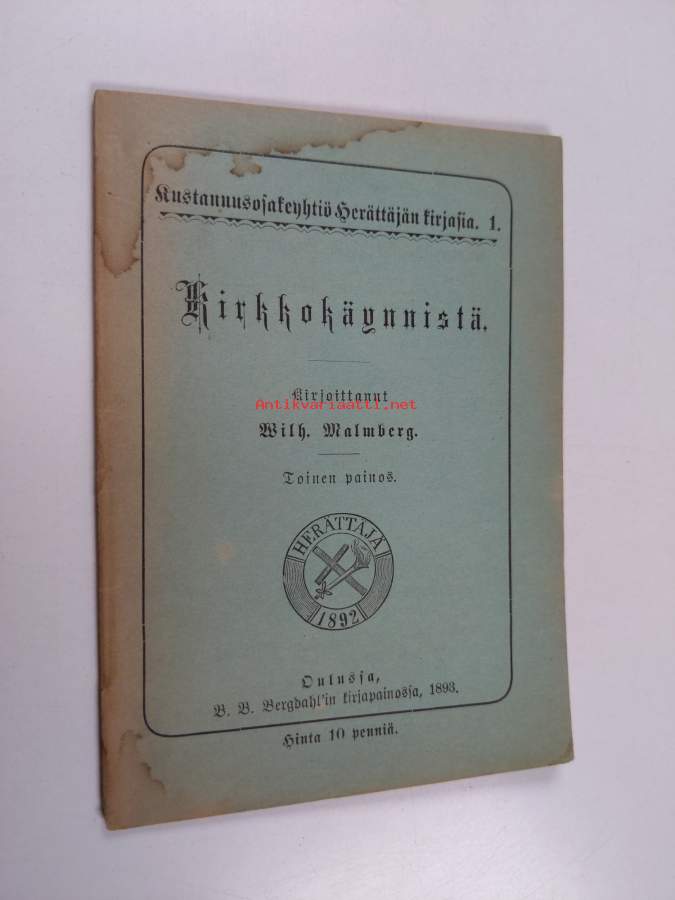 Kustannusosakeyhtiö Herättäjän kirjasia. 1.
Kirkkokäynnistä.
Kirjoittanut
Antikvariaatti.net
Wilh. Malmberg.
Toinen painos.
HERÄTTÄJÄ
1892
Oulussa,
B. B. Bergdahl'in kirjapainossa, 1893.
Hinta 10 penniä.